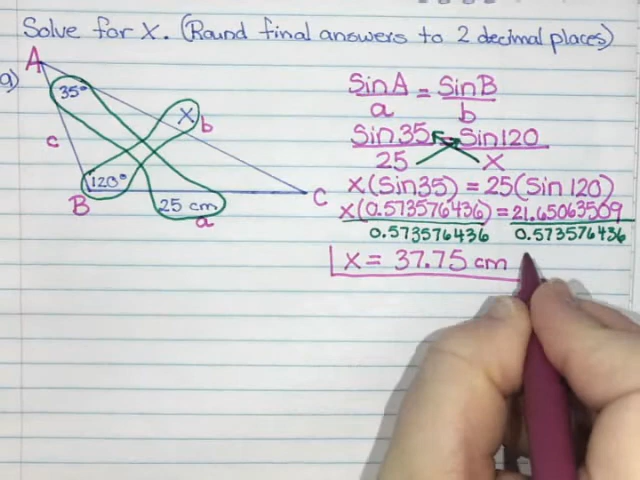 Solve for X. (Round final answers to 2 decimal places)
a)
A
35°
X
b
c
120°
B
25 cm
a
C
SinA = SinB
a b
Sin35 = Sin120
25 X
X(Sin35) = 25(Sin 120)
X(0.573576436) = 21.65063509
0.573576436 0.573576436
X = 37.75 cm